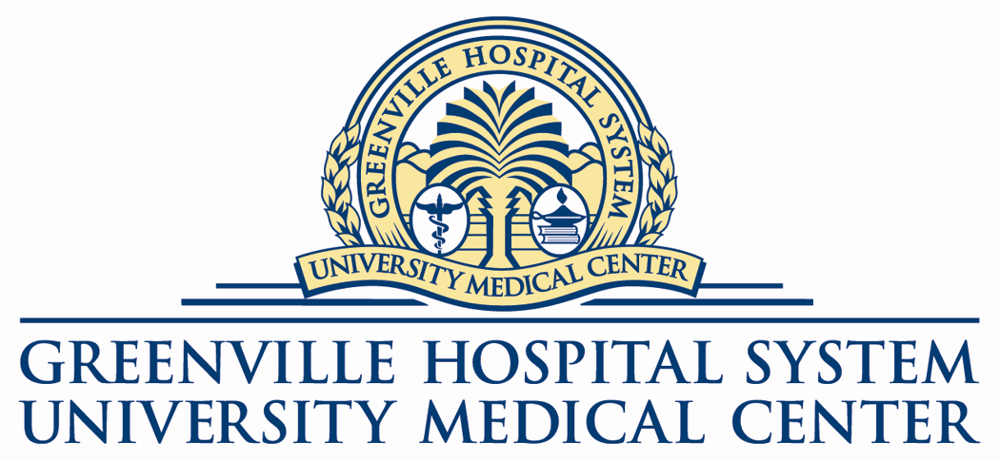 GREENVILLE HOSPITAL SYSTEM
UNIVERSITY MEDICAL CENTER
GREENVILLE HOSPITAL SYSTEM
UNIVERSITY MEDICAL CENTER